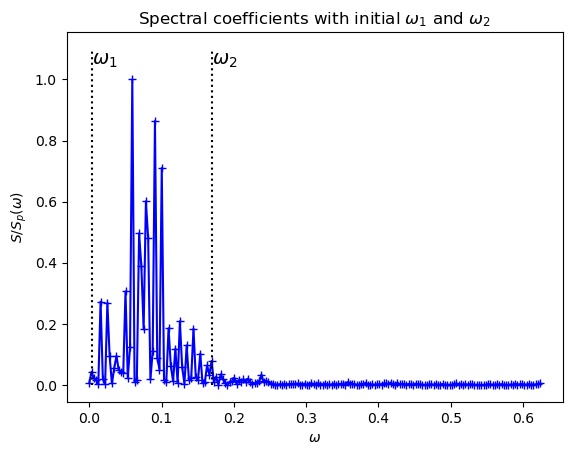 Spectral coefficients with initial ω₁ and ω₂
ω₁
ω₂
1.0
0.8
0.6
0.4
0.2
0.0
S/Sₚ(ω)
0.0 0.1 0.2 0.3 0.4 0.5 0.6
ω